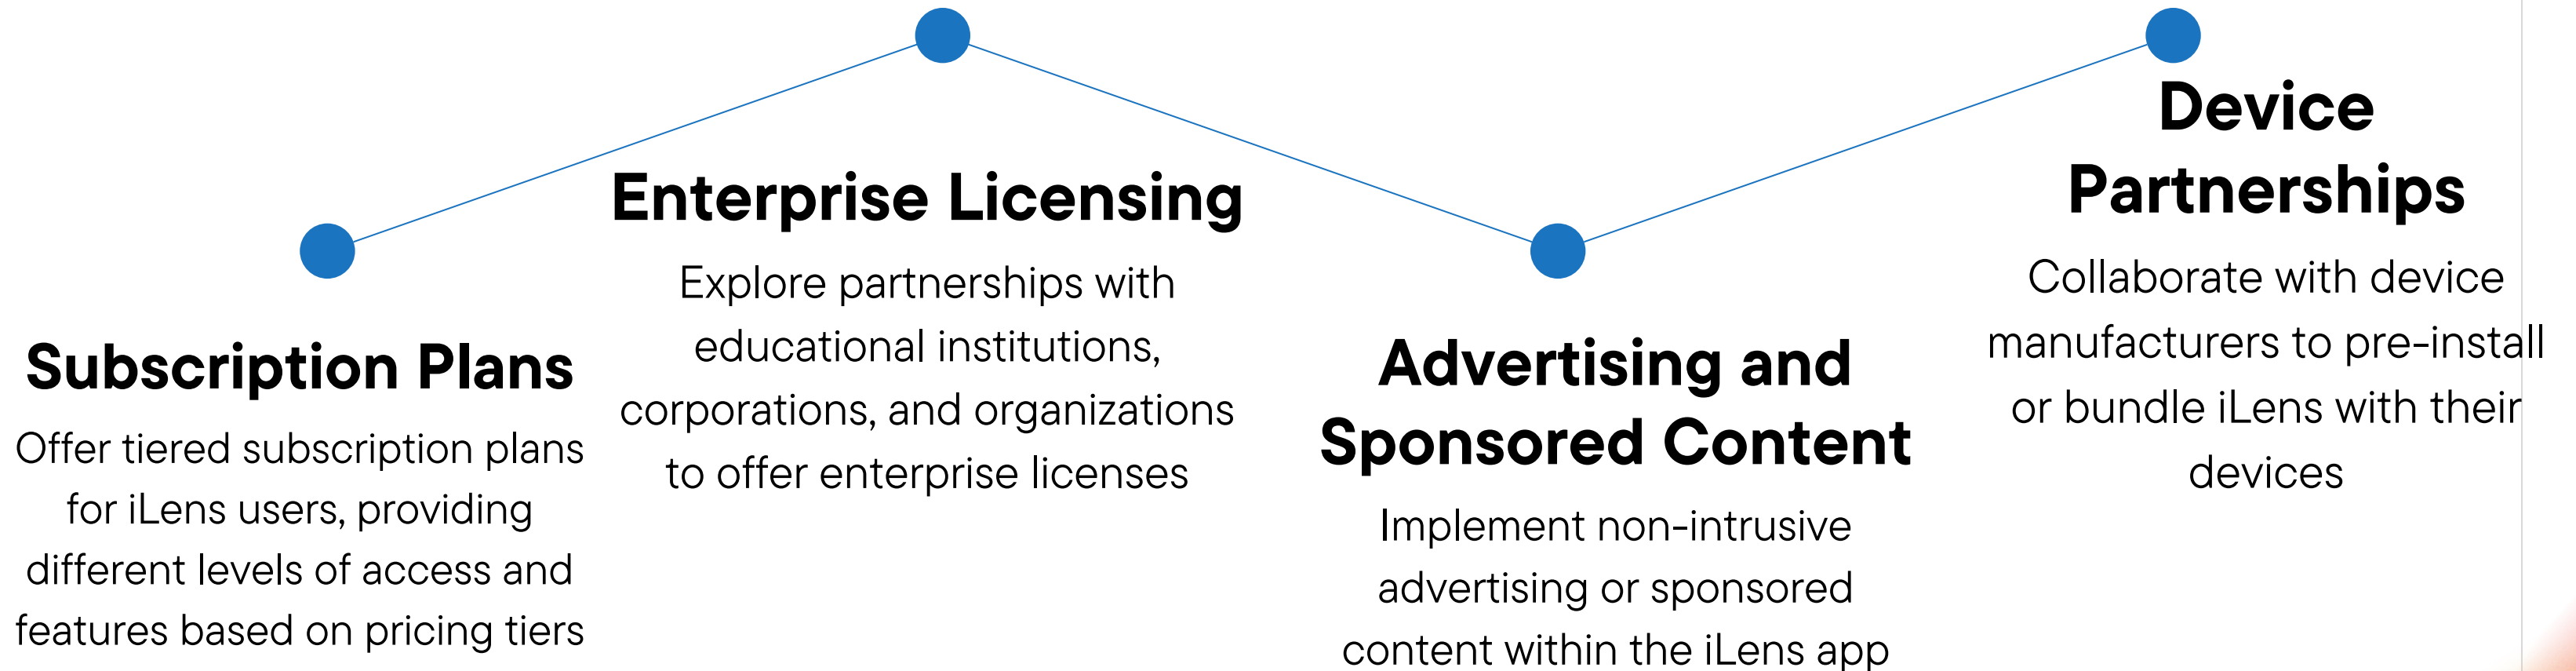 Subscription Plans
Offer tiered subscription plans
for iLens users, providing
different levels of access and
features based on pricing tiers
Enterprise Licensing
Explore partnerships with
educational institutions,
corporations, and organizations
to offer enterprise licenses
Advertising and
Sponsored Content
Implement non-intrusive
advertising or sponsored
content within the iLens app
Device
Partnerships
Collaborate with device
manufacturers to pre-install
or bundle iLens with their
devices